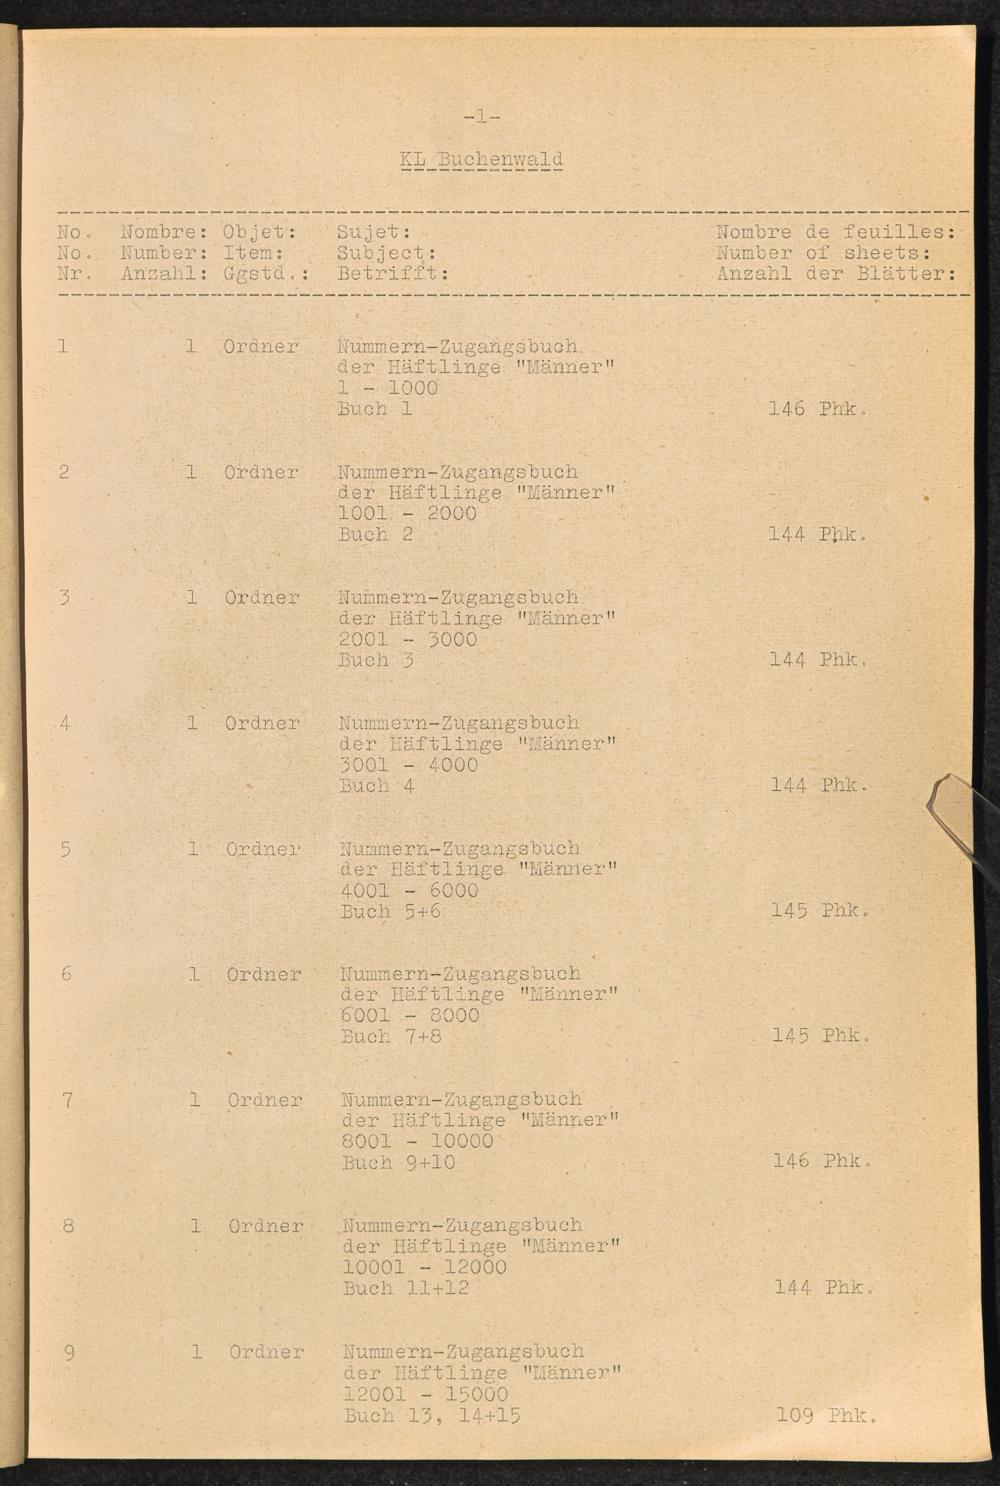 -1-
KL Buchenwald
No. Nombre: Objet: Sujet: Nombre de feuilles:
No. Number: Item: Subject: Number of sheets:
Nr. Anzahl: Ggstd.: Betrifft: Anzahl der Blätter:
1 1 Ordner Nummern-Zugangsbuch
der Häftlinge "Männer"
1 - 1000
Buch 1 146 Phk.
2 1 Ordner Nummern-Zugangsbuch
der Häftlinge "Männer"
1001 - 2000
Buch 2 144 Phk.
3 1 Ordner Nummern-Zugangsbuch
der Häftlinge "Männer"
2001 - 3000
Buch 3 144 Phk.
4 1 Ordner Nummern-Zugangsbuch
der Häftlinge "Männer"
3001 - 4000
Buch 4 144 Phk.
5 1 Ordner Nummern-Zugangsbuch
der Häftlinge "Männer"
4001 - 6000
Buch 5+6 145 Phk.
6 1 Ordner Nummern-Zugangsbuch
der Häftlinge "Männer"
6001 - 8000
Buch 7+8 145 Phk.
7 1 Ordner Nummern-Zugangsbuch
der Häftlinge "Männer"
8001 - 10000
Buch 9+10 146 Phk.
8 1 Ordner Nummern-Zugangsbuch
der Häftlinge "Männer"
10001 - 12000
Buch 11+12 144 Phk.
9 1 Ordner Nummern-Zugangsbuch
der Häftlinge "Männer"
12001 - 15000
Buch 13, 14+15 109 Phk.